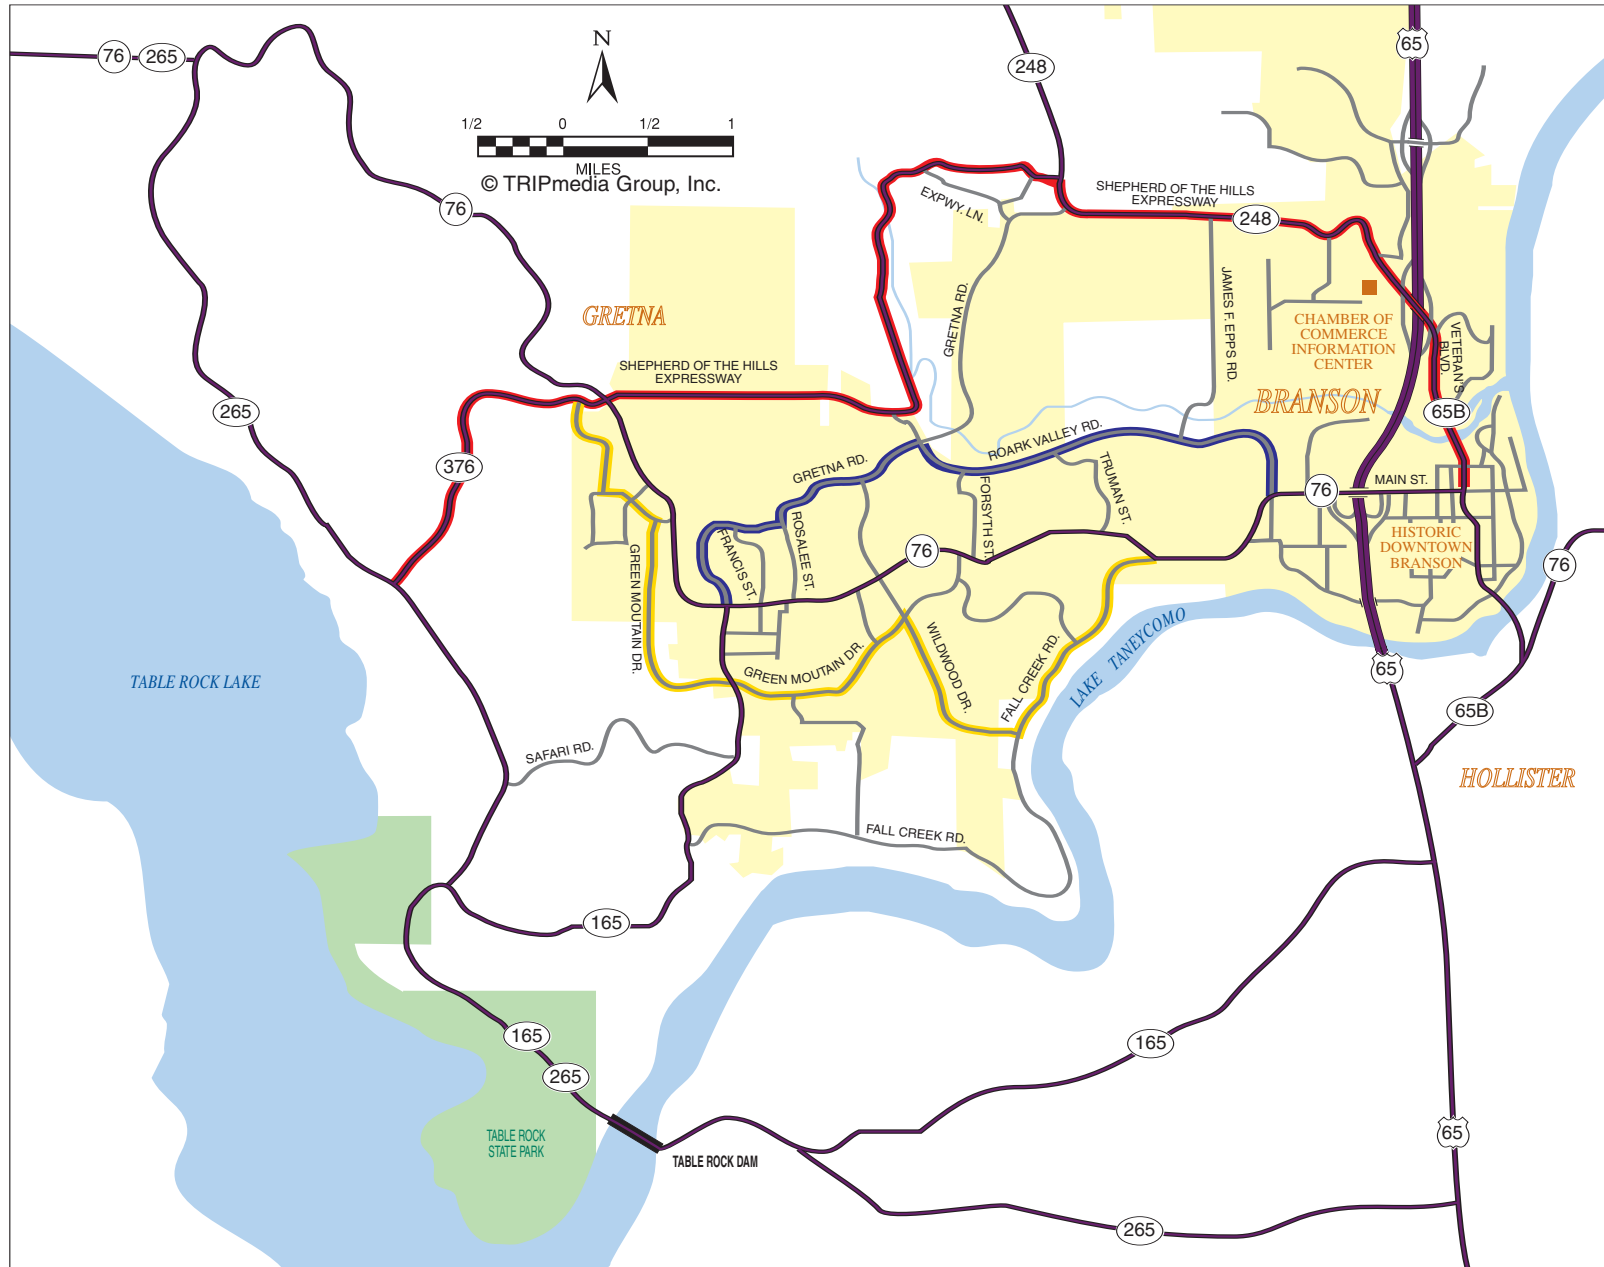 65
76
265
N
248
1/2 0 1/2 1
MILES
© TRIPmedia Group, Inc.
76
SHEPHERD OF THE HILLS
EXPRESSWAY
EXPWY. LN.
248
GRETNA
GRETNA RD.
JAMES F. EPPS RD.
CHAMBER OF
COMMERCE
INFORMATION
CENTER
VETERAN'S
BLVD.
SHEPHERD OF THE HILLS
EXPRESSWAY
BRANSON
265
65B
376
GRETNA RD.
ROARK VALLEY RD.
TRUMAN ST.
76
MAIN ST.
FORSYTH ST.
ROSALEE ST.
FRANCIS ST.
HISTORIC
DOWNTOWN
BRANSON
76
76
GREEN MOUTAIN DR.
GREEN MOUTAIN DR.
WILDWOOD DR.
FALL CREEK RD.
LAKE TANEYCOMO
65
TABLE ROCK LAKE
65B
SAFARI RD.
HOLLISTER
FALL CREEK RD.
165
165
265
165
TABLE ROCK
STATE PARK
TABLE ROCK DAM
65
265